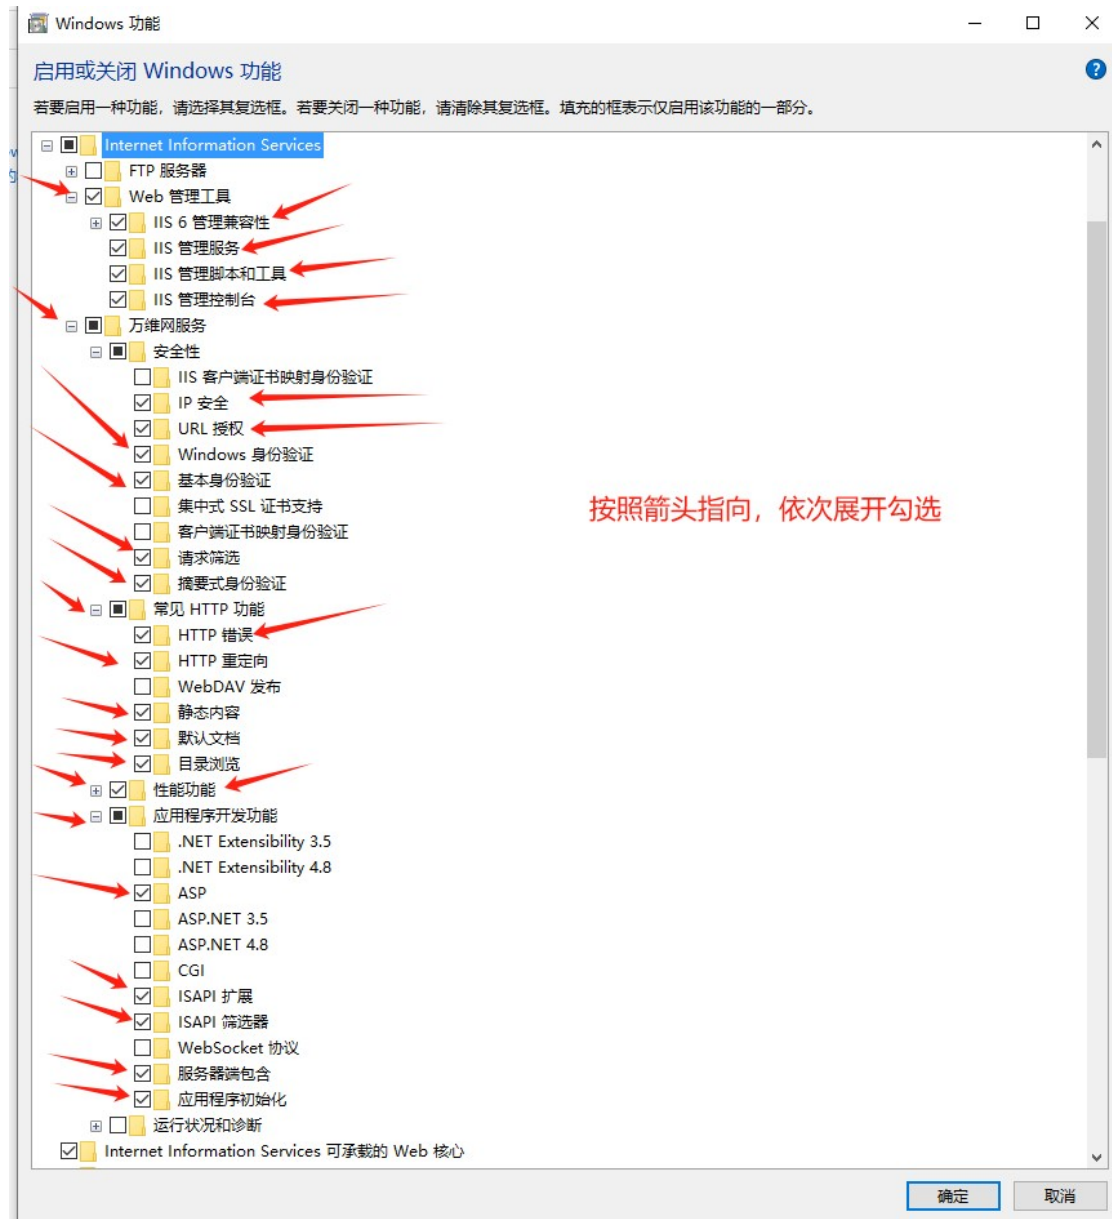 Windows 功能
启用或关闭 Windows 功能
若要启用一种功能，请选择其复选框。若要关闭一种功能，请清除其复选框。填充的框表示仅启用该功能的一部分。
Internet Information Services
FTP 服务器
Web 管理工具
IIS 6 管理兼容性
IIS 管理服务
IIS 管理脚本和工具
IIS 管理控制台
万维网服务
安全性
IIS 客户端证书映射身份验证
IP 安全
URL 授权
Windows 身份验证
基本身份验证
集中式 SSL 证书支持
按照箭头指向，依次展开勾选
客户端证书映射身份验证
请求筛选
摘要式身份验证
常见 HTTP 功能
HTTP 错误
HTTP 重定向
WebDAV 发布
静态内容
默认文档
目录浏览
性能功能
应用程序开发功能
.NET Extensibility 3.5
.NET Extensibility 4.8
ASP
ASP.NET 3.5
ASP.NET 4.8
CGI
ISAPI 扩展
ISAPI 筛选器
WebSocket 协议
服务器端包含
应用程序初始化
运行状况和诊断
Internet Information Services 可承载的 Web 核心
确定
取消